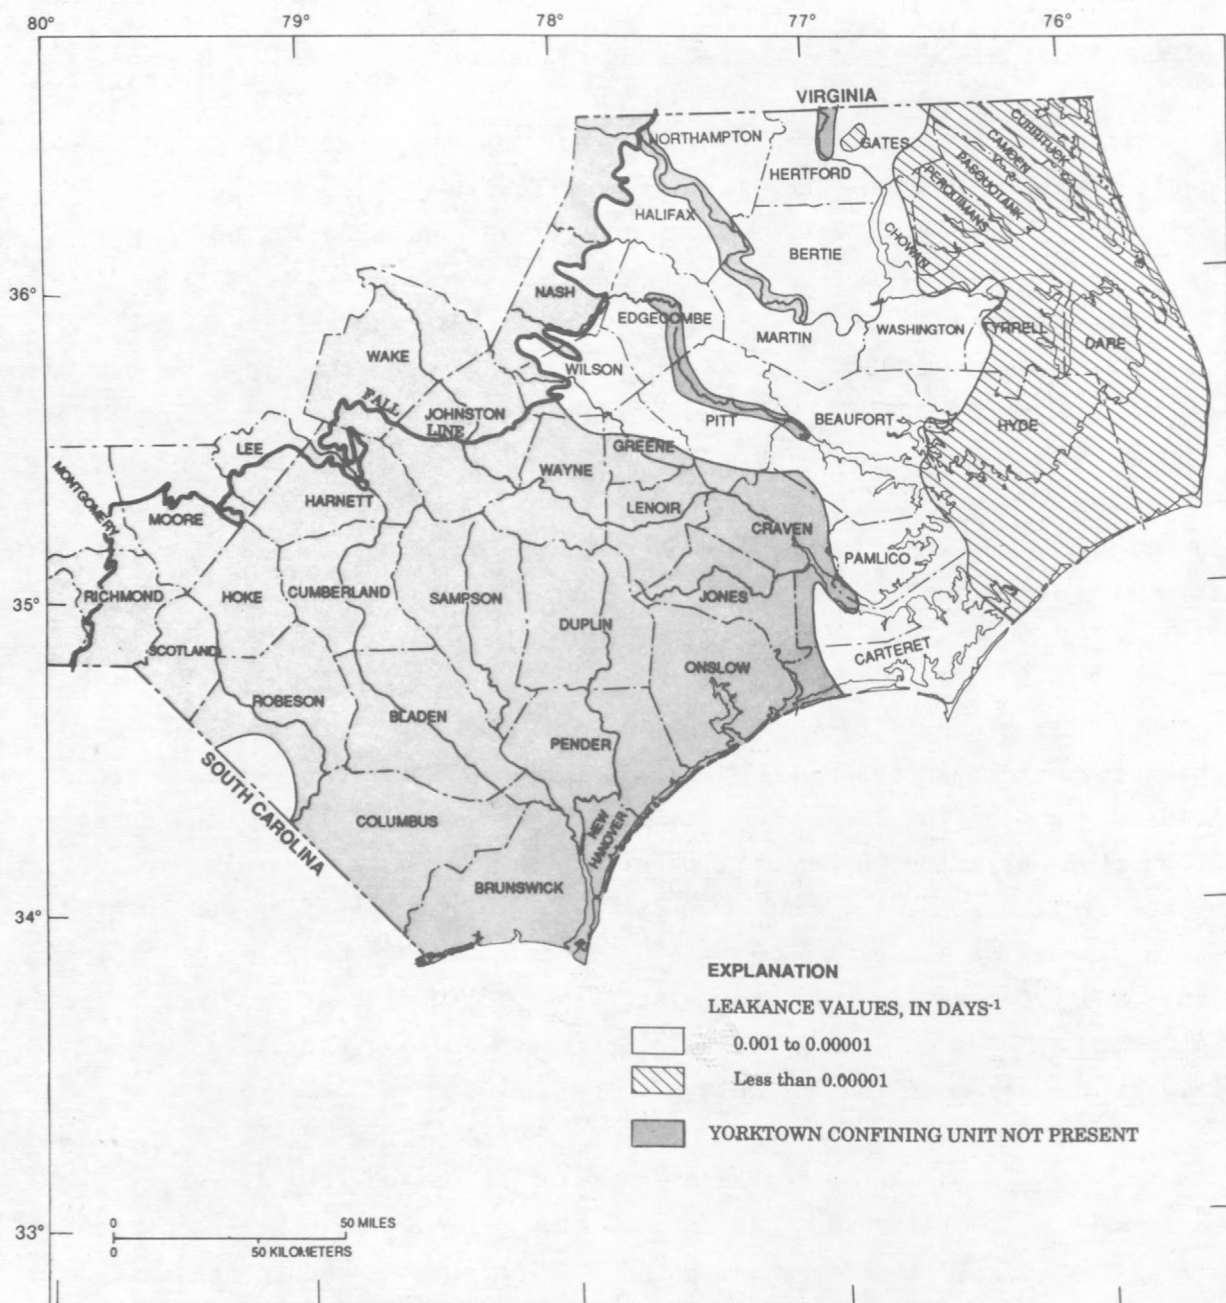 80° 79° 78° 77° 76°
VIRGINIA
NORTHAMPTON
GATES
HERTFORD
CURRITUCK
CAMDEN
PASQUOTANK
PERQUIMANS
HALIFAX
CHOWAN
BERTIE
36°
NASH
EDGECOMBE
MARTIN
WASHINGTON
TYRRELL
DARE
WAKE
WILSON
FALL
LINE
JOHNSTON
PITT
BEAUFORT
HYDE
LEE
GREENE
WAYNE
MONTGOMERY
HARNETT
MOORE
LENOIR
CRAVEN
PAMLICO
35°
RICHMOND
HOKE
CUMBERLAND
SAMPSON
JONES
DUPLIN
SCOTLAND
CARTERET
ONSLOW
ROBESON
BLADEN
PENDER
SOUTH CAROLINA
COLUMBUS
NEW
HANOVER
BRUNSWICK
34°
EXPLANATION
LEAKANCE VALUES, IN DAYS-1
0.001 to 0.00001
Less than 0.00001
YORKTOWN CONFINING UNIT NOT PRESENT
33°
0 50 MILES
0 50 KILOMETERS